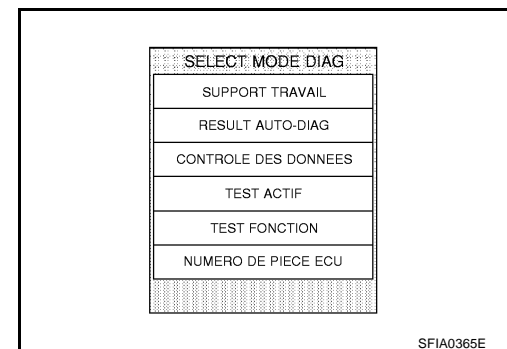 SELECT MODE DIAG
SUPPORT TRAVAIL
RESULT AUTO-DIAG
CONTROLE DES DONNEES
TEST ACTIF
TEST FONCTION
NUMERO DE PIECE ECU
SFIA0365E